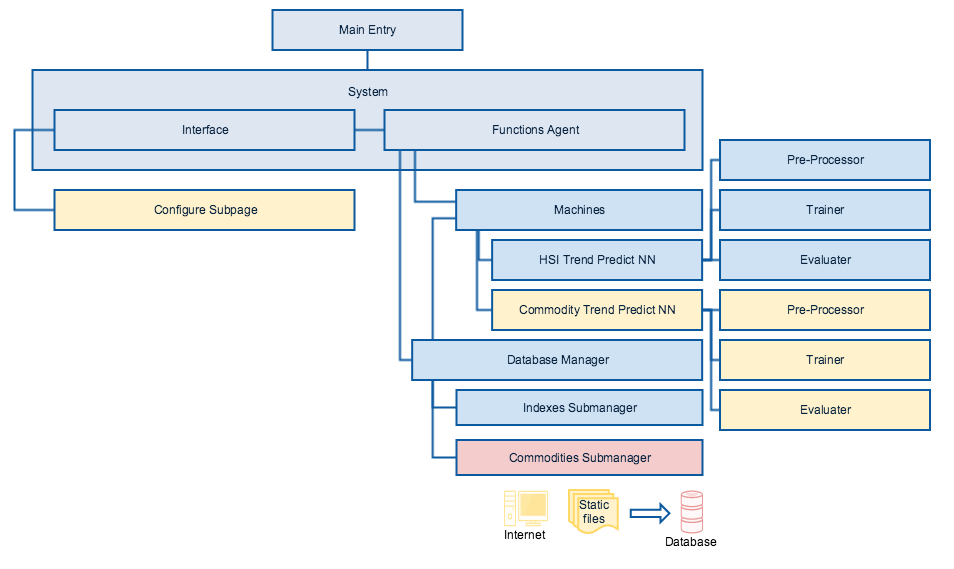 Main Entry
System
Interface
Functions Agent
Configure Subpage
Machines
HSI Trend Predict NN
Commodity Trend Predict NN
Database Manager
Indexes Submanager
Commodities Submanager
Pre-Processor
Trainer
Evaluater
Pre-Processor
Trainer
Evaluater
Internet
Static
files
Database